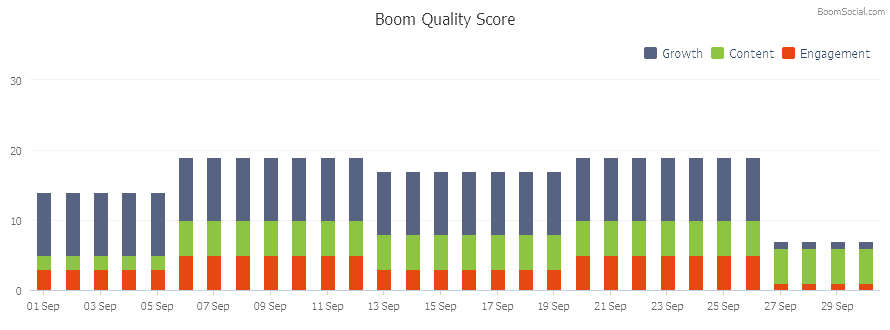 BoomSocial.com
Boom Quality Score
Growth Content Engagement
30
20
10
0
01 Sep 03 Sep 05 Sep 07 Sep 09 Sep 11 Sep 13 Sep 15 Sep 17 Sep 19 Sep 21 Sep 23 Sep 25 Sep 27 Sep 29 Sep